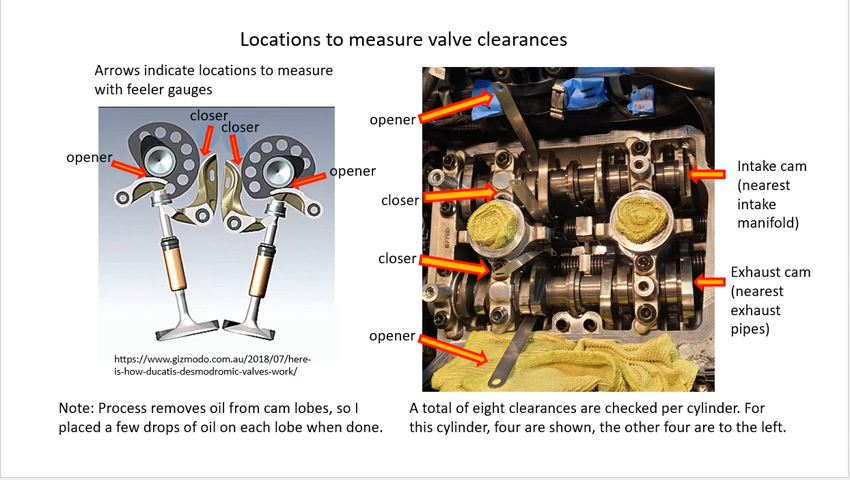 Locations to measure valve clearances
Arrows indicate locations to measure
with feeler gauges
closer
closer
opener
opener
https://www.gizmodo.com.au/2018/07/here-
is-how-ducatis-desmodromic-valves-work/
opener
closer
closer
opener
Intake cam
(nearest
intake
manifold)
Exhaust cam
(nearest
exhaust
pipes)
Note: Process removes oil from cam lobes, so I
placed a few drops of oil on each lobe when done.
A total of eight clearances are checked per cylinder. For
this cylinder, four are shown, the other four are to the left.